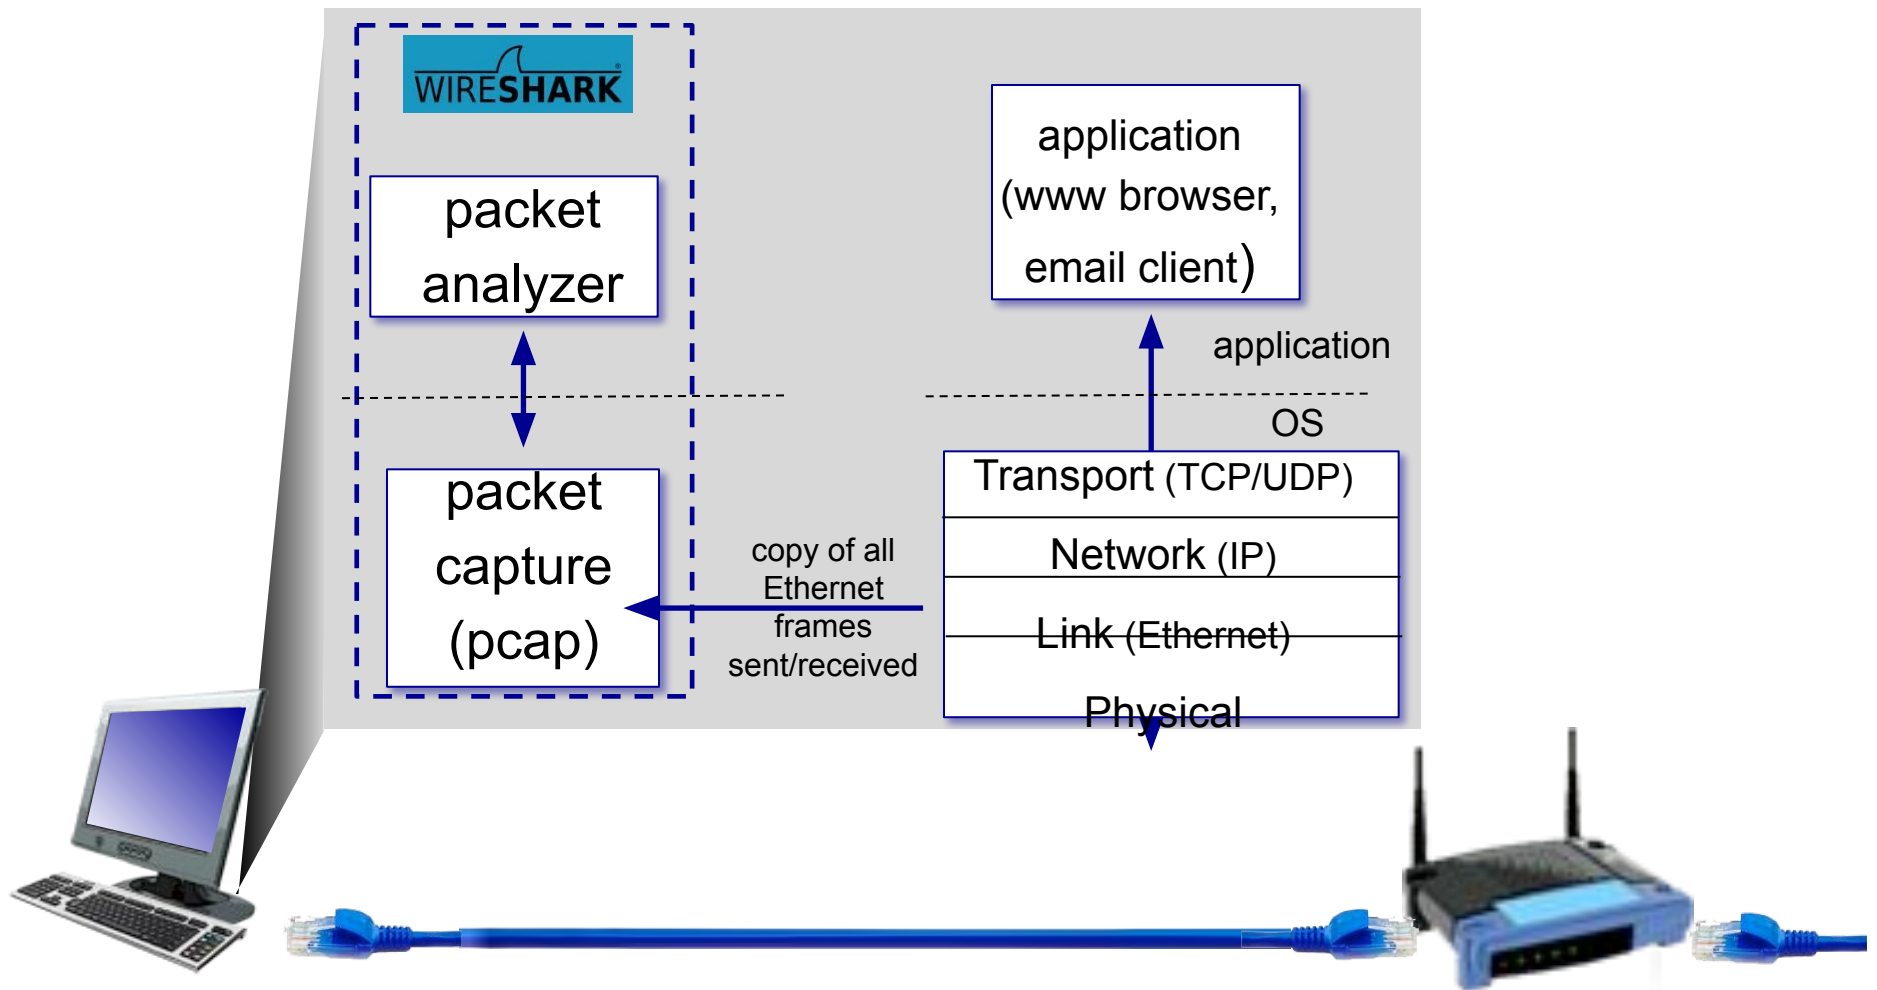 WIRESHARK
packet
analyzer
packet
capture
(pcap)
copy of all
Ethernet
frames
sent/received
application
(www browser,
email client)
application
OS
Transport (TCP/UDP)
Network (IP)
Link (Ethernet)
Physical